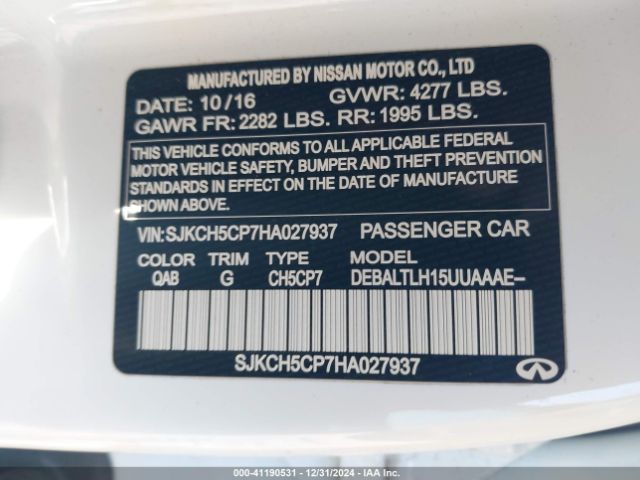 MANUFACTURED BY NISSAN MOTOR CO., LTD
DATE: 10/16 GVWR: 4277 LBS.
GAWR FR: 2282 LBS. RR: 1995 LBS.
THIS VEHICLE CONFORMS TO ALL APPLICABLE FEDERAL
MOTOR VEHICLE SAFETY, BUMPER AND THEFT PREVENTION
STANDARDS IN EFFECT ON THE DATE OF MANUFACTURE
SHOWN ABOVE.
VIN:SJKCH5CP7HA027937 PASSENGER CAR
COLOR TRIM TYPE MODEL
QAB G CH5CP7 DEBALTLH15UUAAAE-
SJKCH5CP7HA027937
000-41190531 - 12/31/2024 - IAA Inc.